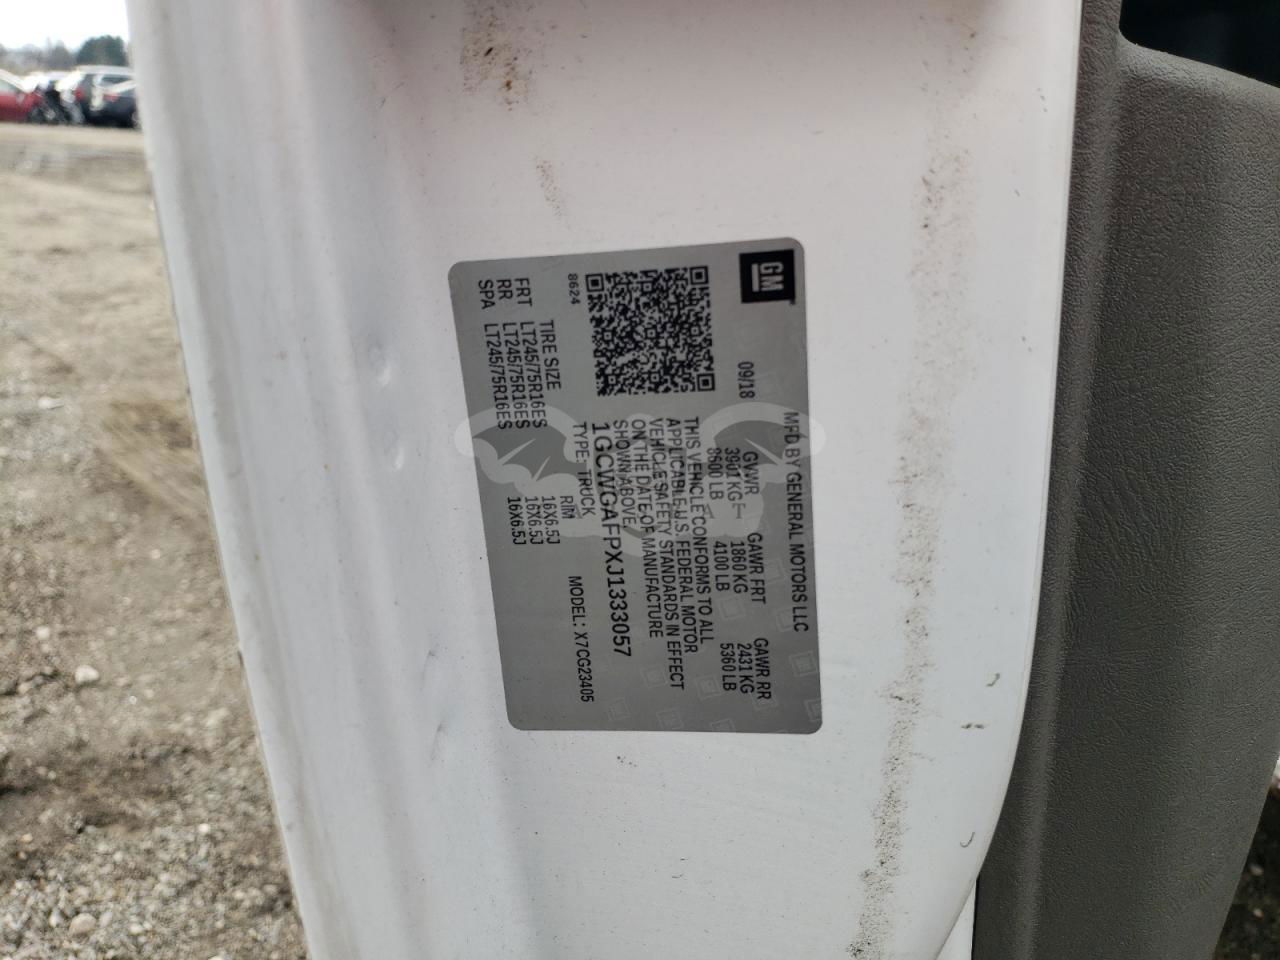 GM
MFD BY GENERAL MOTORS LLC
09/18
GVWR GAWR FRT GAWR RR
3901 KG 1860 KG 2431 KG
8600 LB 4100 LB 5360 LB
THIS VEHICLE CONFORMS TO ALL
APPLICABLE U.S. FEDERAL MOTOR
VEHICLE SAFETY STANDARDS IN EFFECT
ON THE DATE OF MANUFACTURE
SHOWN ABOVE.
1GCWGAFPXJ1333057
TYPE: TRUCK MODEL: X7CG23405
8624
TIRE SIZE RIM
FRT LT245/75R16ES 16X6.5J
RR LT245/75R16ES 16X6.5J
SPA LT245/75R16ES 16X6.5J